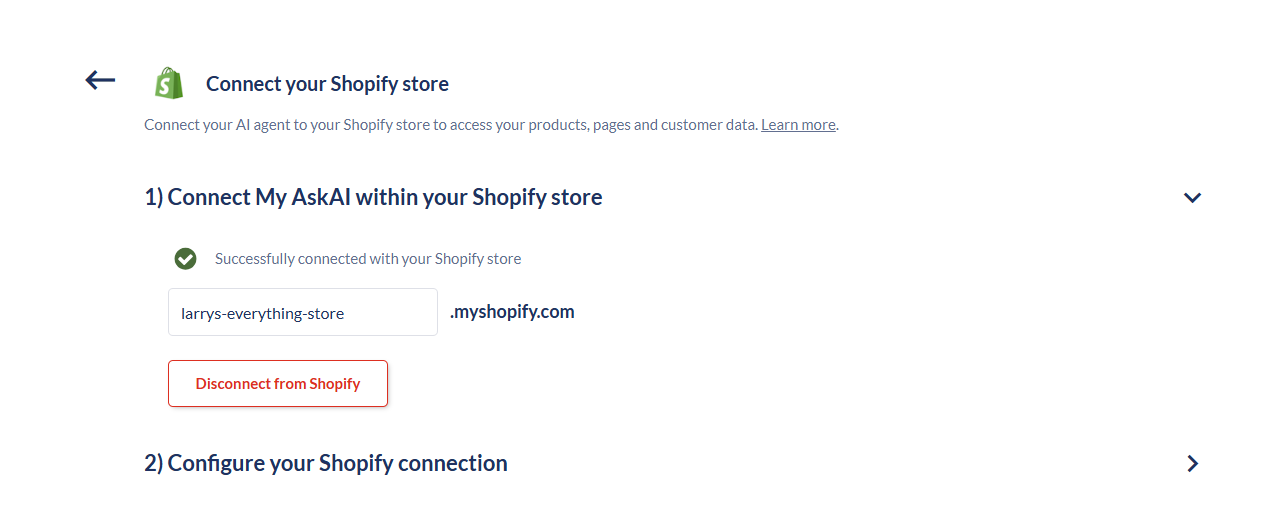 Connect your Shopify store
Connect your AI agent to your Shopify store to access your products, pages and customer data. Learn more.
1) Connect My AskAI within your Shopify store
Successfully connected with your Shopify store
larrys-everything-store .myshopify.com
Disconnect from Shopify
2) Configure your Shopify connection